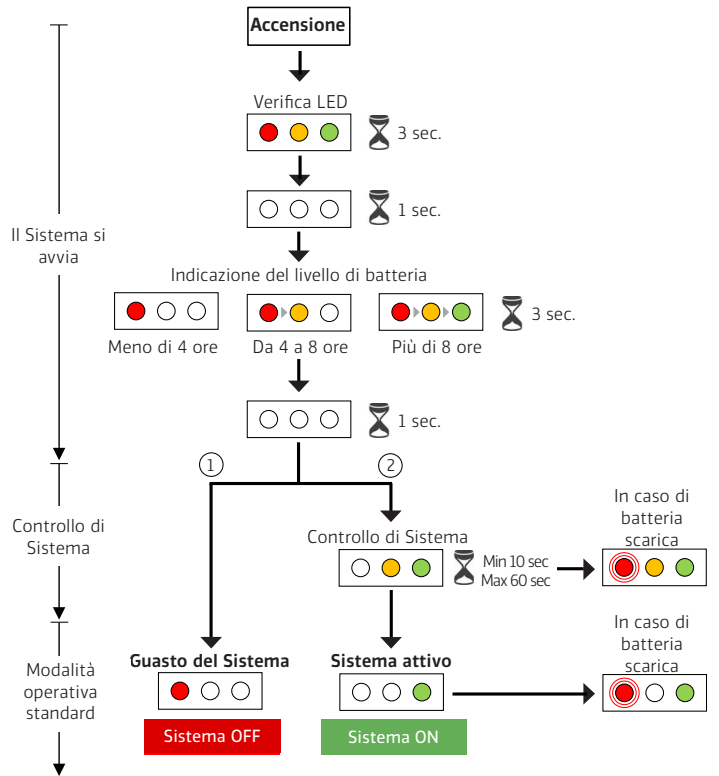 Accensione
Verifica LED
3 sec.
1 sec.
Il Sistema si
avvia
Indicazione del livello di batteria
3 sec.
Meno di 4 ore
Da 4 a 8 ore
Più di 8 ore
1 sec.
1
2
Controllo di
Sistema
Controllo di Sistema
Min 10 sec
Max 60 sec
In caso di
batteria
scarica
Modalità
operativa
standard
Guasto del Sistema
Sistema OFF
Sistema attivo
Sistema ON
In caso di
batteria
scarica